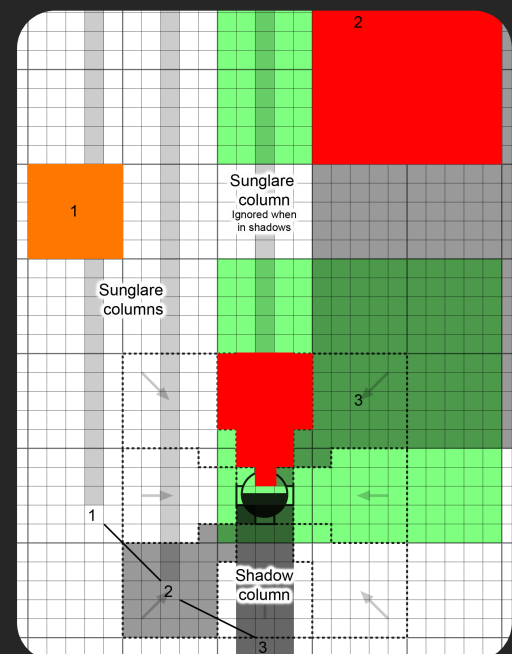 2
Sunglare
column
Ignored when
in shadows
1
Sunglare
columns
3
1
2
Shadow
column
3